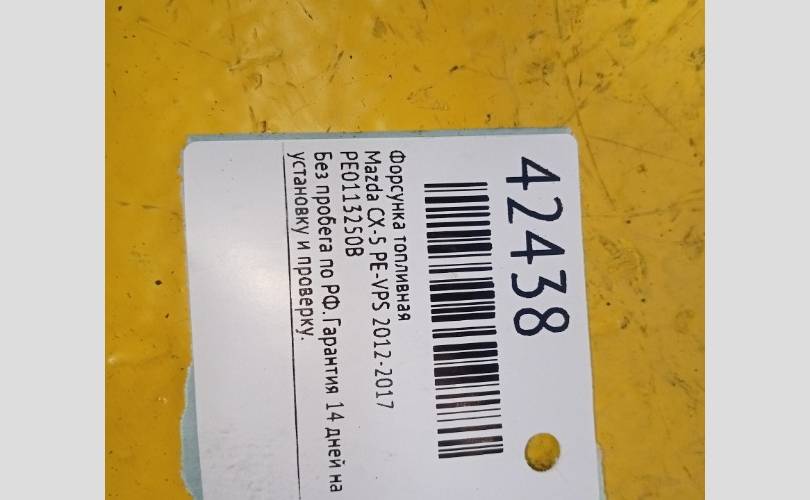 42438
Форсунка топливная
Mazda CX-5 PE-VPS 2012-2017
PE0113250B
Без пробега по РФ.Гарантия 14 дней на
установку и проверку.